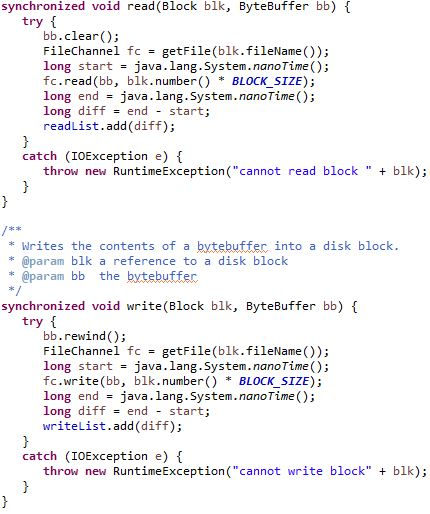 synchronized void read(Block blk, ByteBuffer bb) {
   try {
      bb.clear();
      FileChannel fc = getFile(blk.fileName());
      long start = java.lang.System.nanoTime();
      fc.read(bb, blk.number() * BLOCK_SIZE);
      long end = java.lang.System.nanoTime();
      long diff = end - start;
      readList.add(diff);
   }
   catch (IOException e) {
      throw new RuntimeException("cannot read block " + blk);
   }
}

/**
 * Writes the contents of a bytebuffer into a disk block.
 * @param blk a reference to a disk block
 * @param bb  the bytebuffer
 */
synchronized void write(Block blk, ByteBuffer bb) {
   try {
      bb.rewind();
      FileChannel fc = getFile(blk.fileName());
      long start = java.lang.System.nanoTime();
      fc.write(bb, blk.number() * BLOCK_SIZE);
      long end = java.lang.System.nanoTime();
      long diff = end - start;
      writeList.add(diff);
   }
   catch (IOException e) {
      throw new RuntimeException("cannot write block" + blk);
   }
}